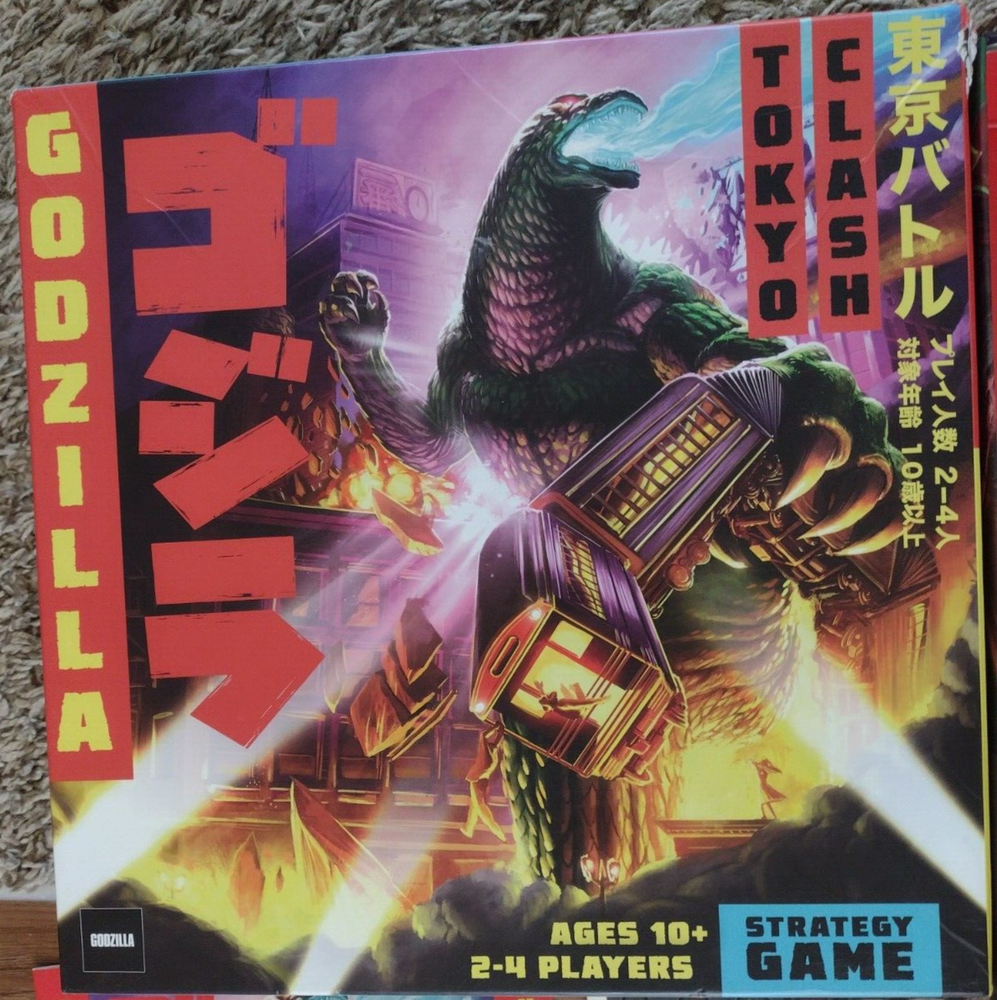 GODZILLA
ゴジラ
TOKYO
CLASH
東京バトル
プレイ人数 2–4人
対象年齢 10歳以上
GODZILLA
AGES 10+
2-4 PLAYERS
STRATEGY
GAME